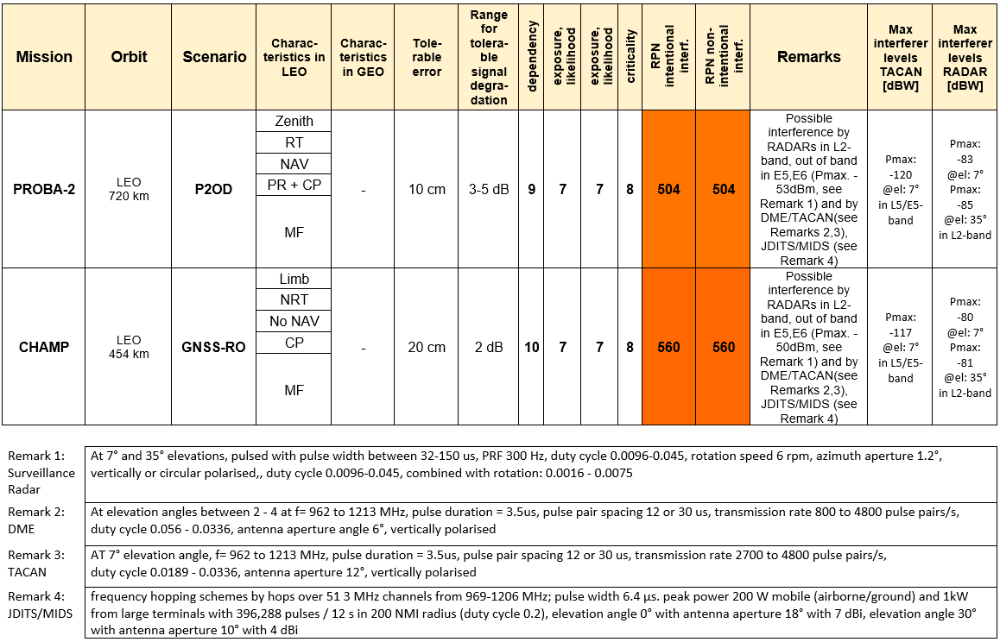 Mission
Orbit
Scenario
Charac-
teristics in
LEO
Charac-
teristics
in GEO
Tole-
rable
error
Range
for
tolera-
ble
signal
degra-
dation
dependency
exposure,
likelihood
exposure,
likelihood
criticality
RPN
intentional
interf.
RPN non-
intentional
interf.
Remarks
Max
interferer
levels
TACAN
[dBW]
Max
interferer
levels
RADAR
[dBW]
PROBA-2
LEO
720 km
P2OD
Zenith
RT
NAV
PR + CP
MF
-
10 cm
3-5 dB
9
7
7
8
504
504
Possible
interference by
RADARs in L2-
band, out of band
in E5,E6 (Pmax. -
53dBm, see
Remark 1) and by
DME/TACAN(see
Remarks 2,3),
JDITS/MIDS (see
Remark 4)
Pmax:
-120
@el: 7°
in L5/E5-
band
Pmax:
-83
@el: 7°
Pmax:
-85
@el: 35°
in L2-band
CHAMP
LEO
454 km
GNSS-RO
Limb
NRT
No NAV
CP
MF
-
20 cm
2 dB
10
7
7
8
560
560
Possible
interference by
RADARs in L2-
band, out of band
in E5,E6 (Pmax. -
50dBm, see
Remark 1) and by
DME/TACAN(see
Remarks 2,3),
JDITS/MIDS (see
Remark 4)
Pmax:
-117
@el: 7°
in L5/E5-
band
Pmax:
-80
@el: 7°
Pmax:
-81
@el: 35°
in L2-band
Remark 1:
Surveillance
Radar
At 7° and 35° elevations, pulsed with pulse width between 32-150 us, PRF 300 Hz, duty cycle 0.0096-0.045, rotation speed 6 rpm, azimuth aperture 1.2°,
vertically or circular polarised,, duty cycle 0.0096-0.045, combined with rotation: 0.0016 - 0.0075
Remark 2:
DME
At elevation angles between 2 - 4 at f= 962 to 1213 MHz, pulse duration = 3.5us, pulse pair spacing 12 or 30 us, transmission rate 800 to 4800 pulse pairs/s,
duty cycle 0.056 - 0.0336, antenna aperture angle 6°, vertically polarised
Remark 3:
TACAN
AT 7° elevation angle, f= 962 to 1213 MHz, pulse duration = 3.5us, pulse pair spacing 12 or 30 us, transmission rate 2700 to 4800 pulse pairs/s,
duty cycle 0.0189 - 0.0336, antenna aperture 12°, vertically polarised
Remark 4:
JDITS/MIDS
frequency hopping schemes by hops over 51 3 MHz channels from 969-1206 MHz; pulse width 6.4 μs. peak power 200 W mobile (airborne/ground) and 1kW
from large terminals with 396,288 pulses / 12 s in 200 NMI radius (duty cycle 0.2), elevation angle 0° with antenna aperture 18° with 7 dBi, elevation angle 30°
with antenna aperture 10° with 4 dBi